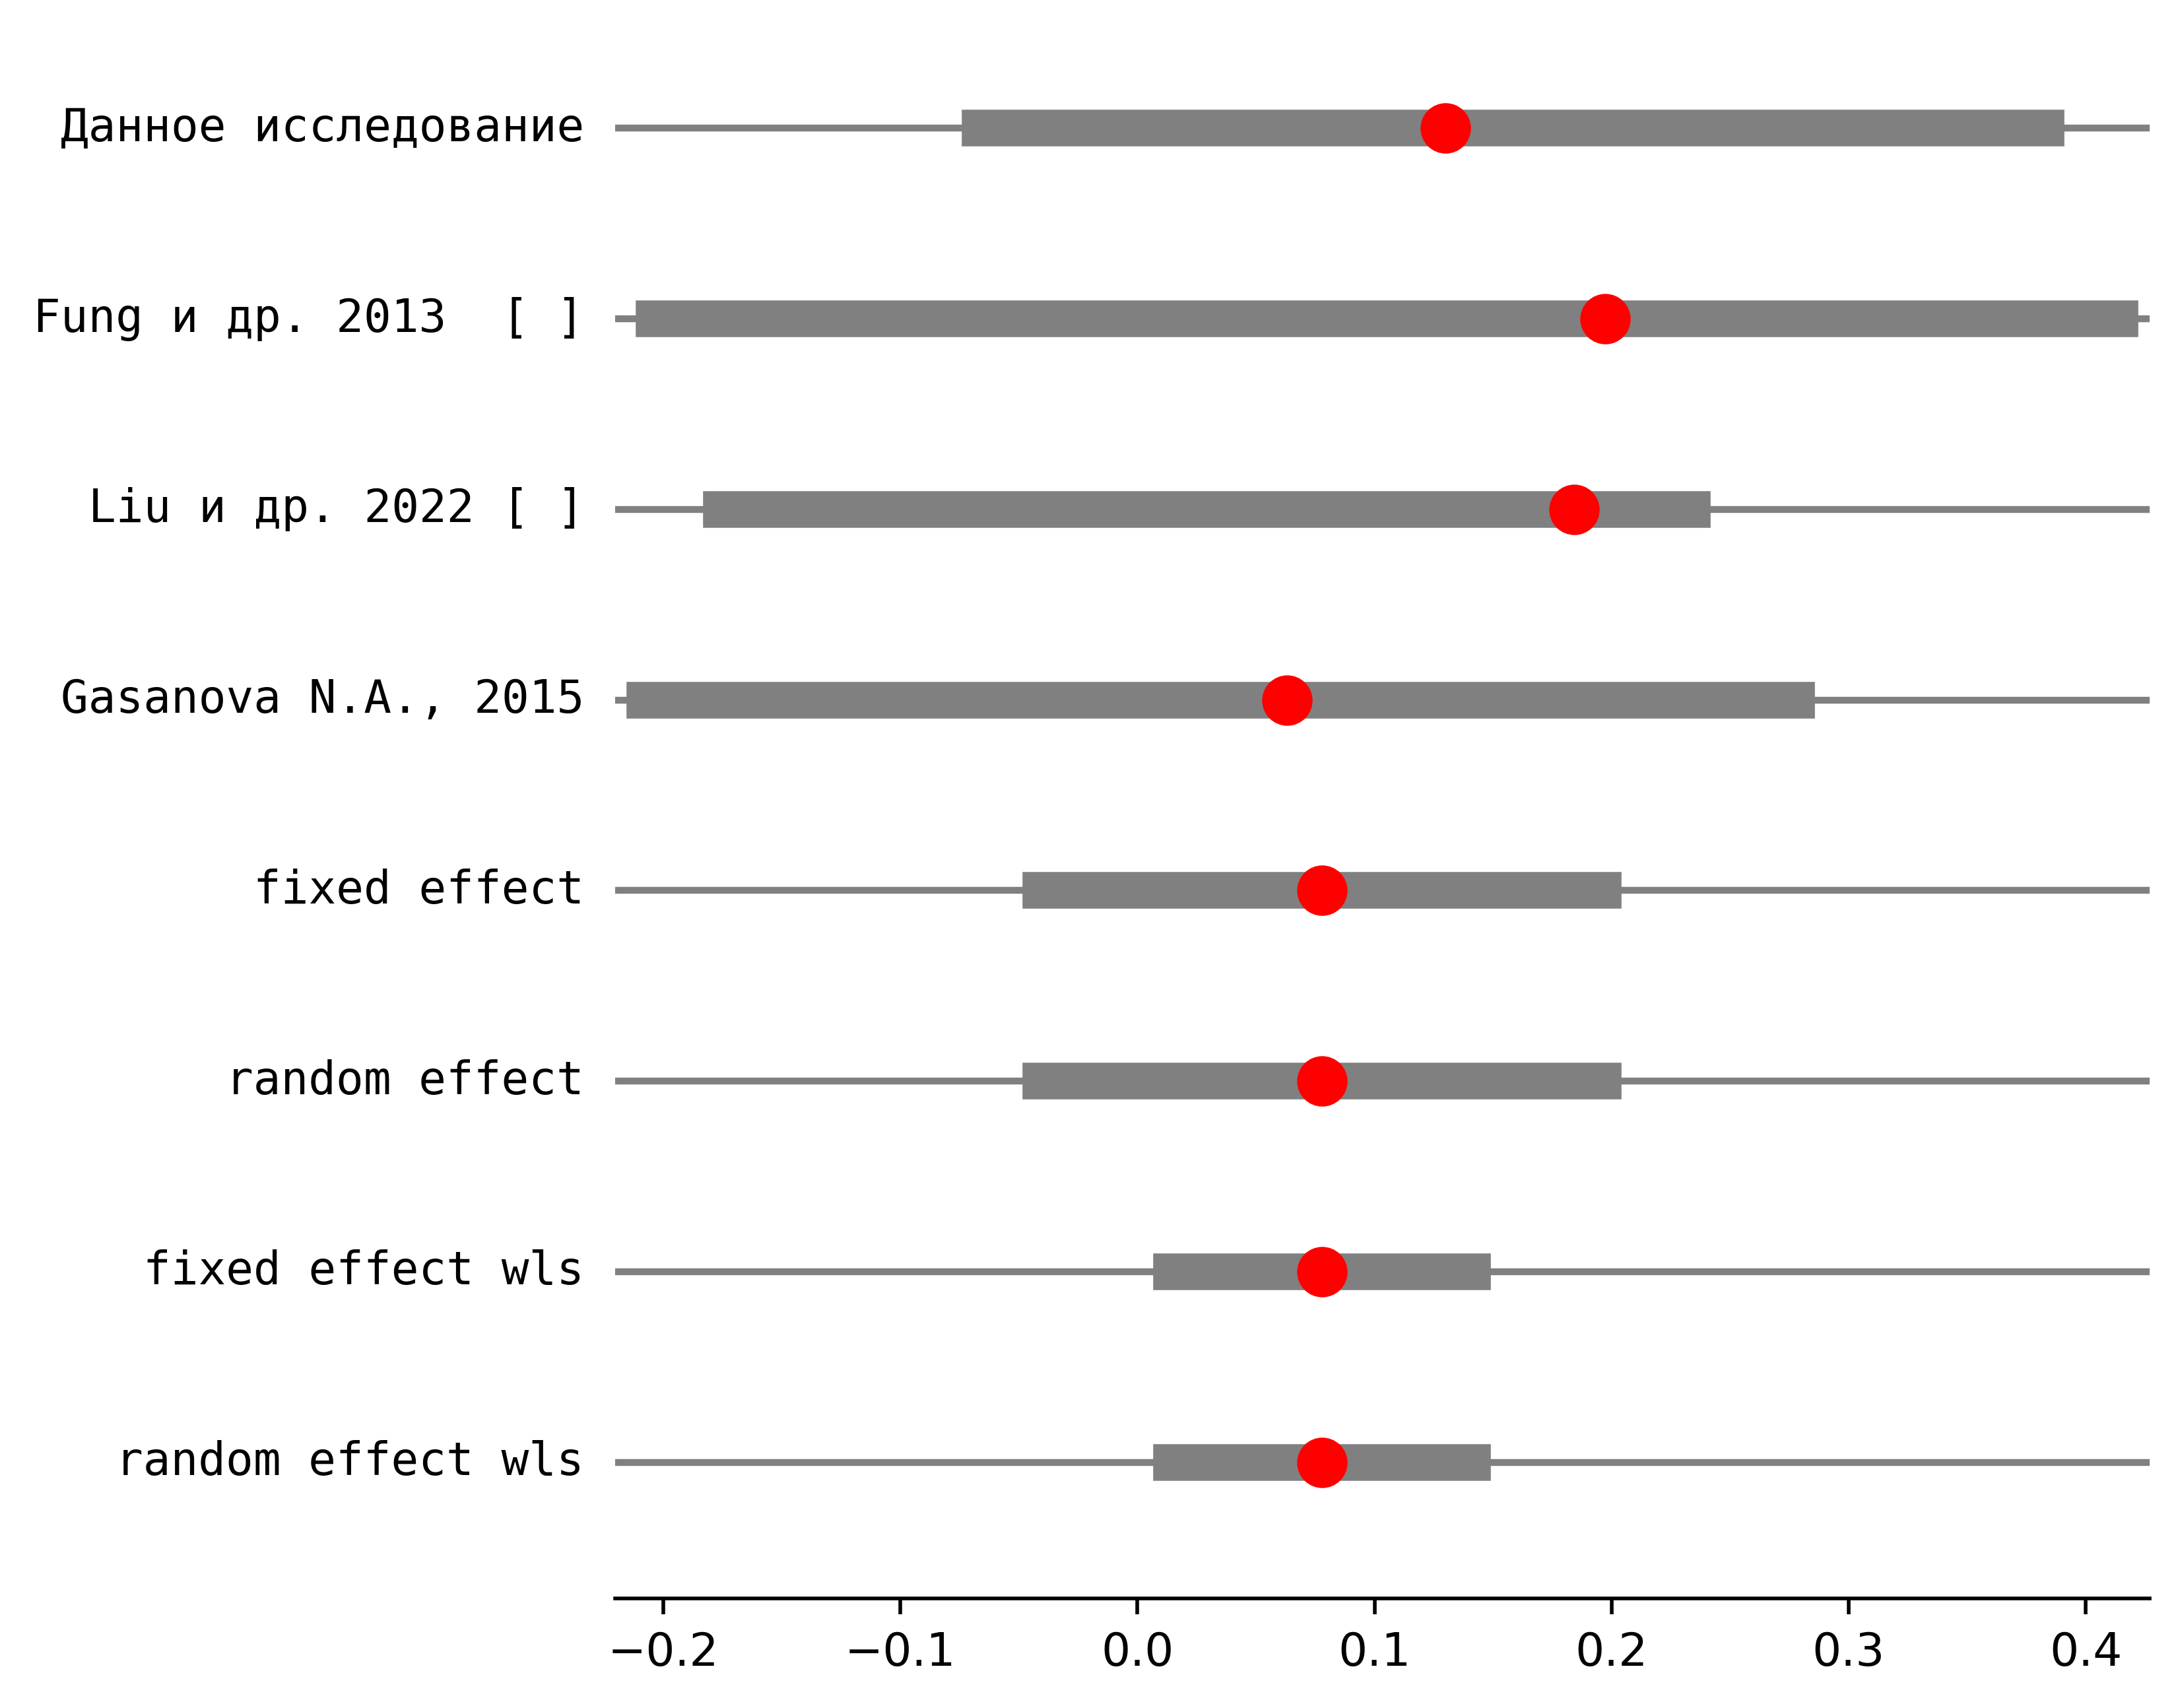 Данное исследование
Fung и др. 2013  [ ]
Liu и др. 2022 [ ]
Gasanova N.A., 2015
fixed effect
random effect
fixed effect wls
random effect wls
−0.2 −0.1 0.0 0.1 0.2 0.3 0.4